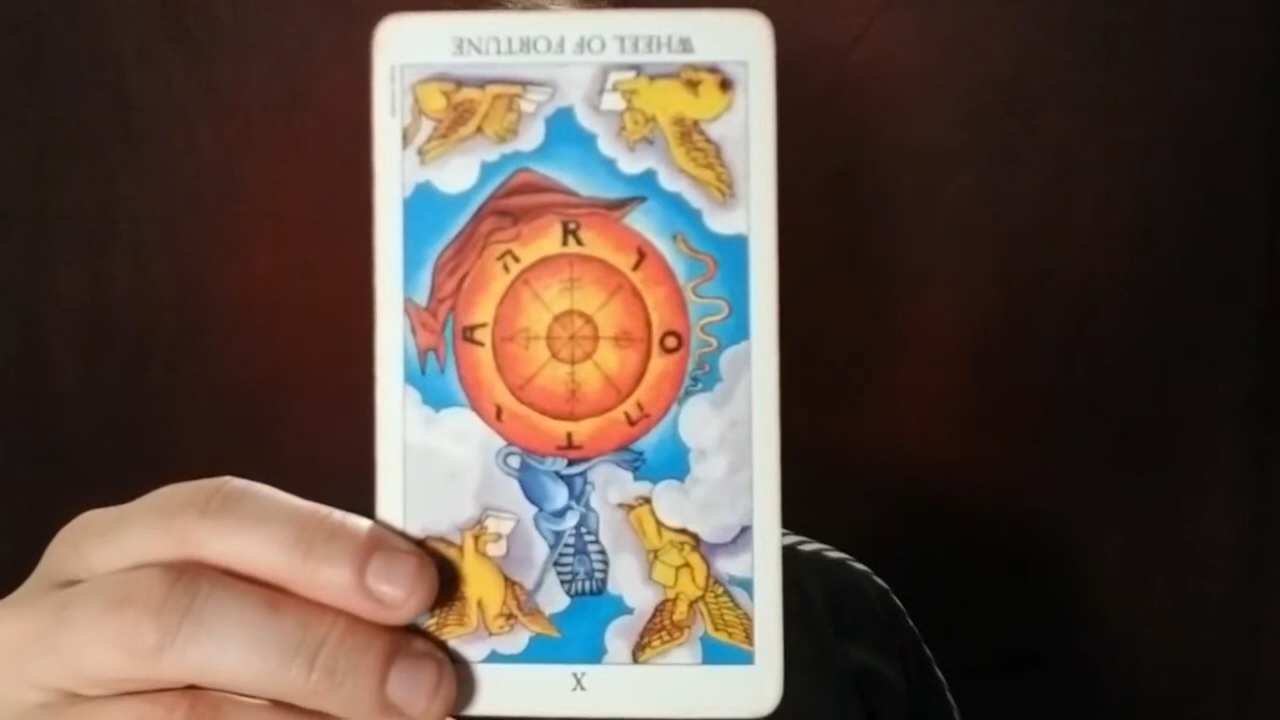 X
T A R O
י ה ו ה
WHEEL OF FORTUNE